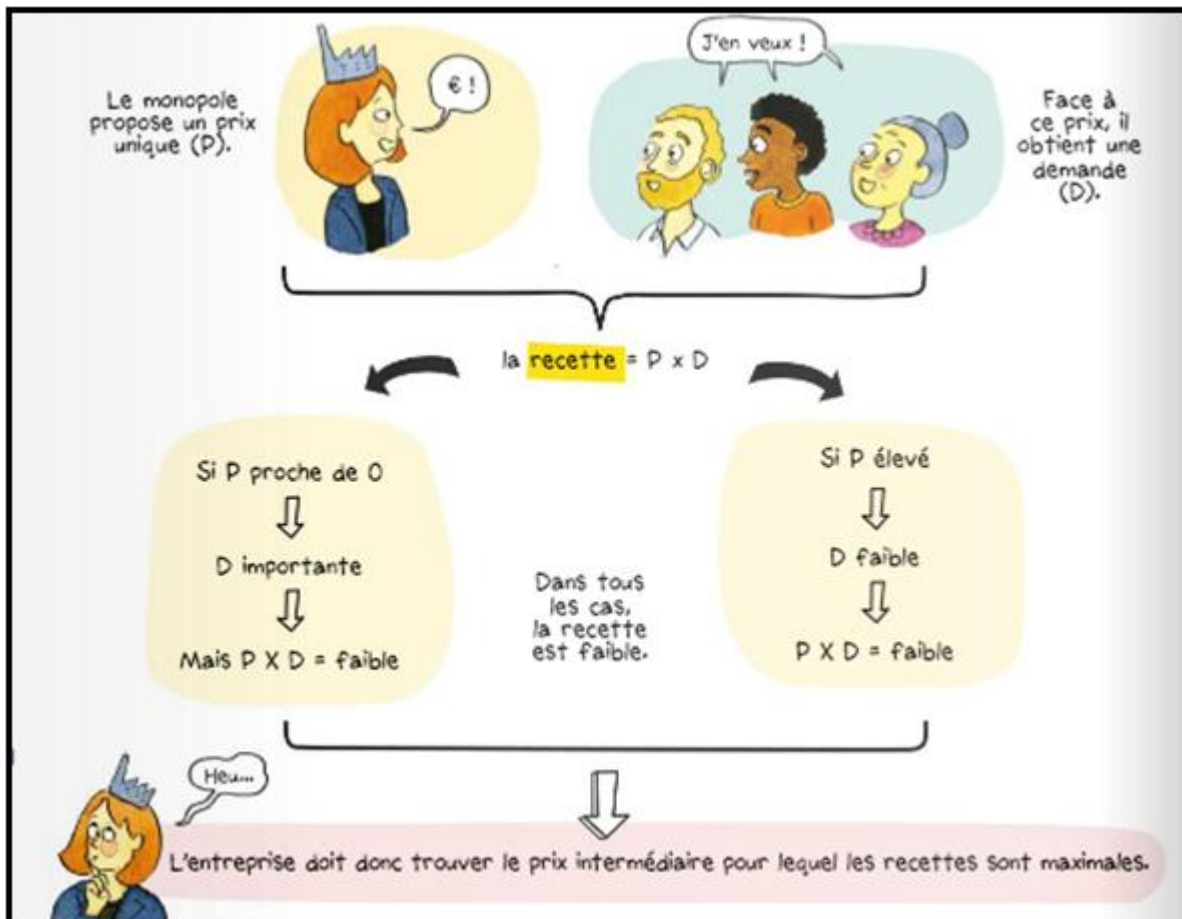 Le monopole
propose un prix
unique (P).
€ !
J'en veux !
Face à
ce prix, il
obtient une
demande
(D).
la recette = P x D
Si P proche de 0
D importante
Mais P X D = faible
Dans tous
les cas,
la recette
est faible.
Si P élevé
D faible
P X D = faible
Heu...
L'entreprise doit donc trouver le prix intermédiaire pour lequel les recettes sont maximales.